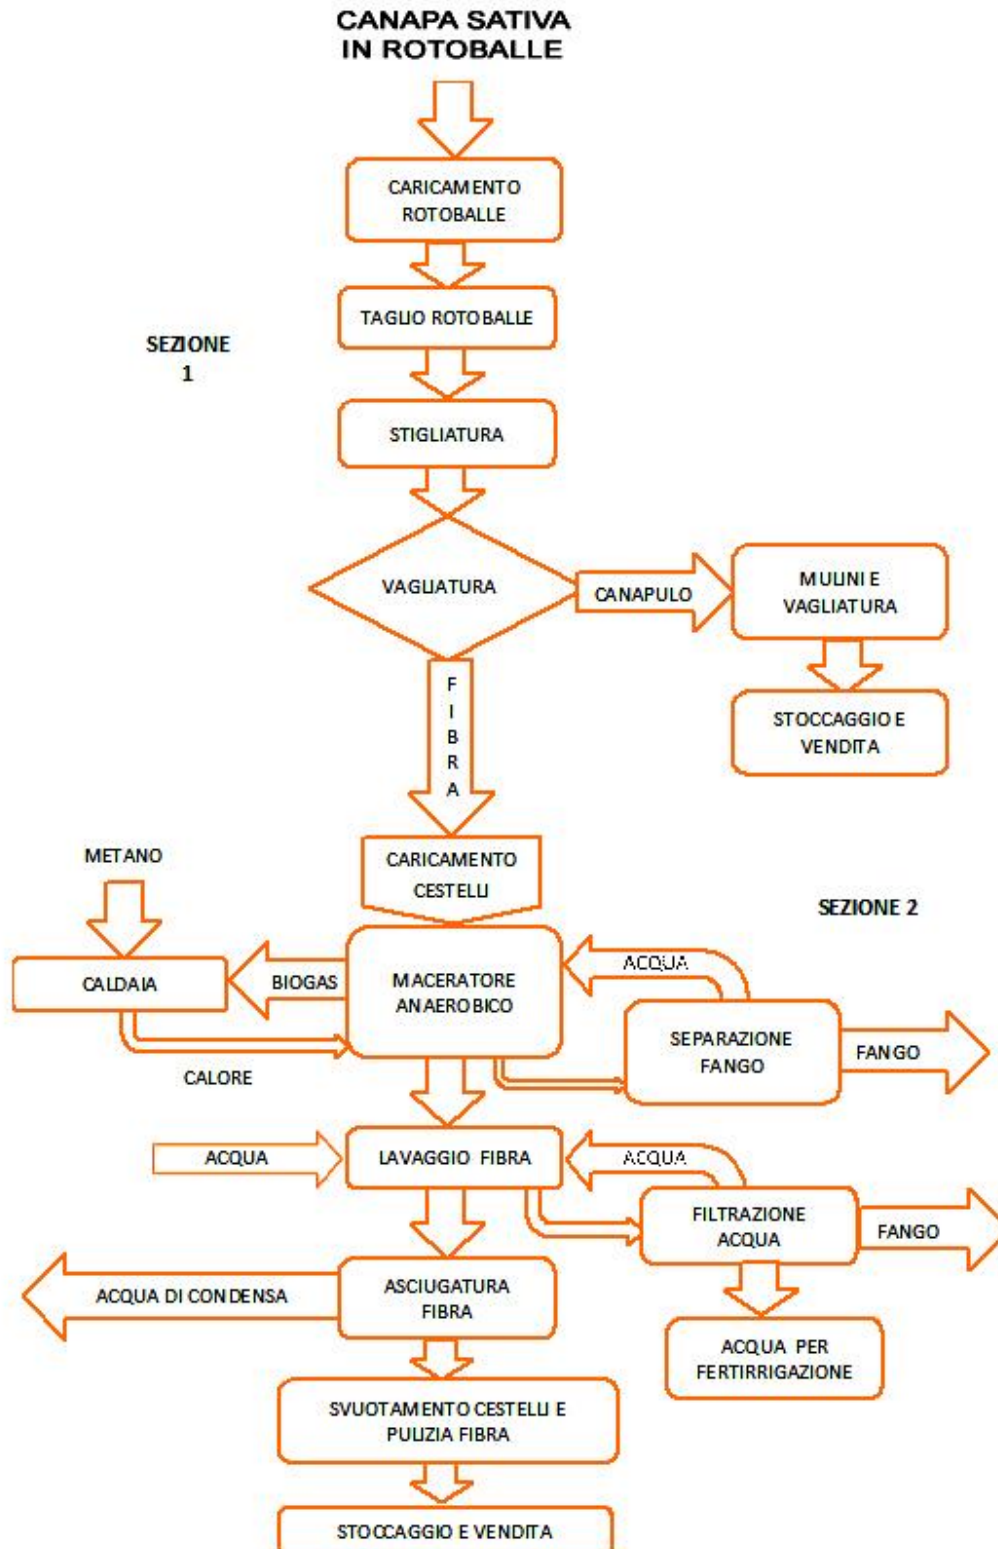 CANAPA SATIVA
IN ROTOBALLE
CARICAMENTO
ROTOBALLE
TAGLIO ROTOBALLE
SEZIONE
1
STIGLIATURA
VAGLIATURA
CANAPULO
MULINI E
VAGLIATURA
STOCCAGGIO E
VENDITA
FIBRA
CARICAMENTO
CESTELLI
METANO
SEZIONE 2
CALDAIA
BIOGAS
MACERATORE
ANAEROBICO
ACQUA
SEPARAZIONE
FANGO
FANGO
CALORE
ACQUA
LAVAGGIO FIBRA
ACQUA
FILTRAZIONE
ACQUA
FANGO
ACQUA DI CONDENSA
ASCIUGATURA
FIBRA
ACQUA PER
FERTIRRIGAZIONE
SVUOTAMENTO CESTELLI E
PULIZIA FIBRA
STOCCAGGIO E VENDITA